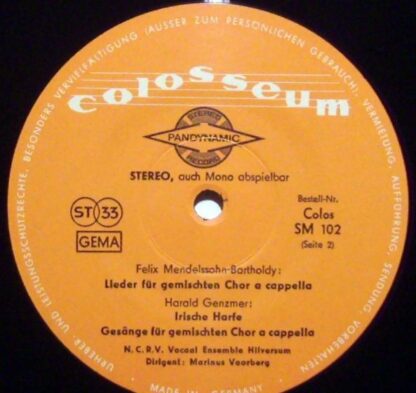 URHEBER- UND LEISTUNGSSCHUTZRECHTE, BESONDERS VERVIELFÄLTIGUNG (AUSSER ZUM PERSÖNLICHEN GEBRAUCH), VERMIETUNG, AUFFÜHRUNG, SENDUNG VORBEHALTEN
Colosseum
STEREO
PANDYNAMIC
RECORD
STEREO, auch Mono abspielbar
ST 33
GEMA
Bestell-Nr.
Colos
SM 102
(Seite 2)
Felix Mendelssohn-Bartholdy:
Lieder für gemischten Chor a cappella
Harald Genzmer:
Irische Harfe
Gesänge für gemischten Chor a cappella
N. C. R. V. Vocaal Ensemble Hilversum
Dirigent: Marinus Voorberg
MADE IN GERMANY